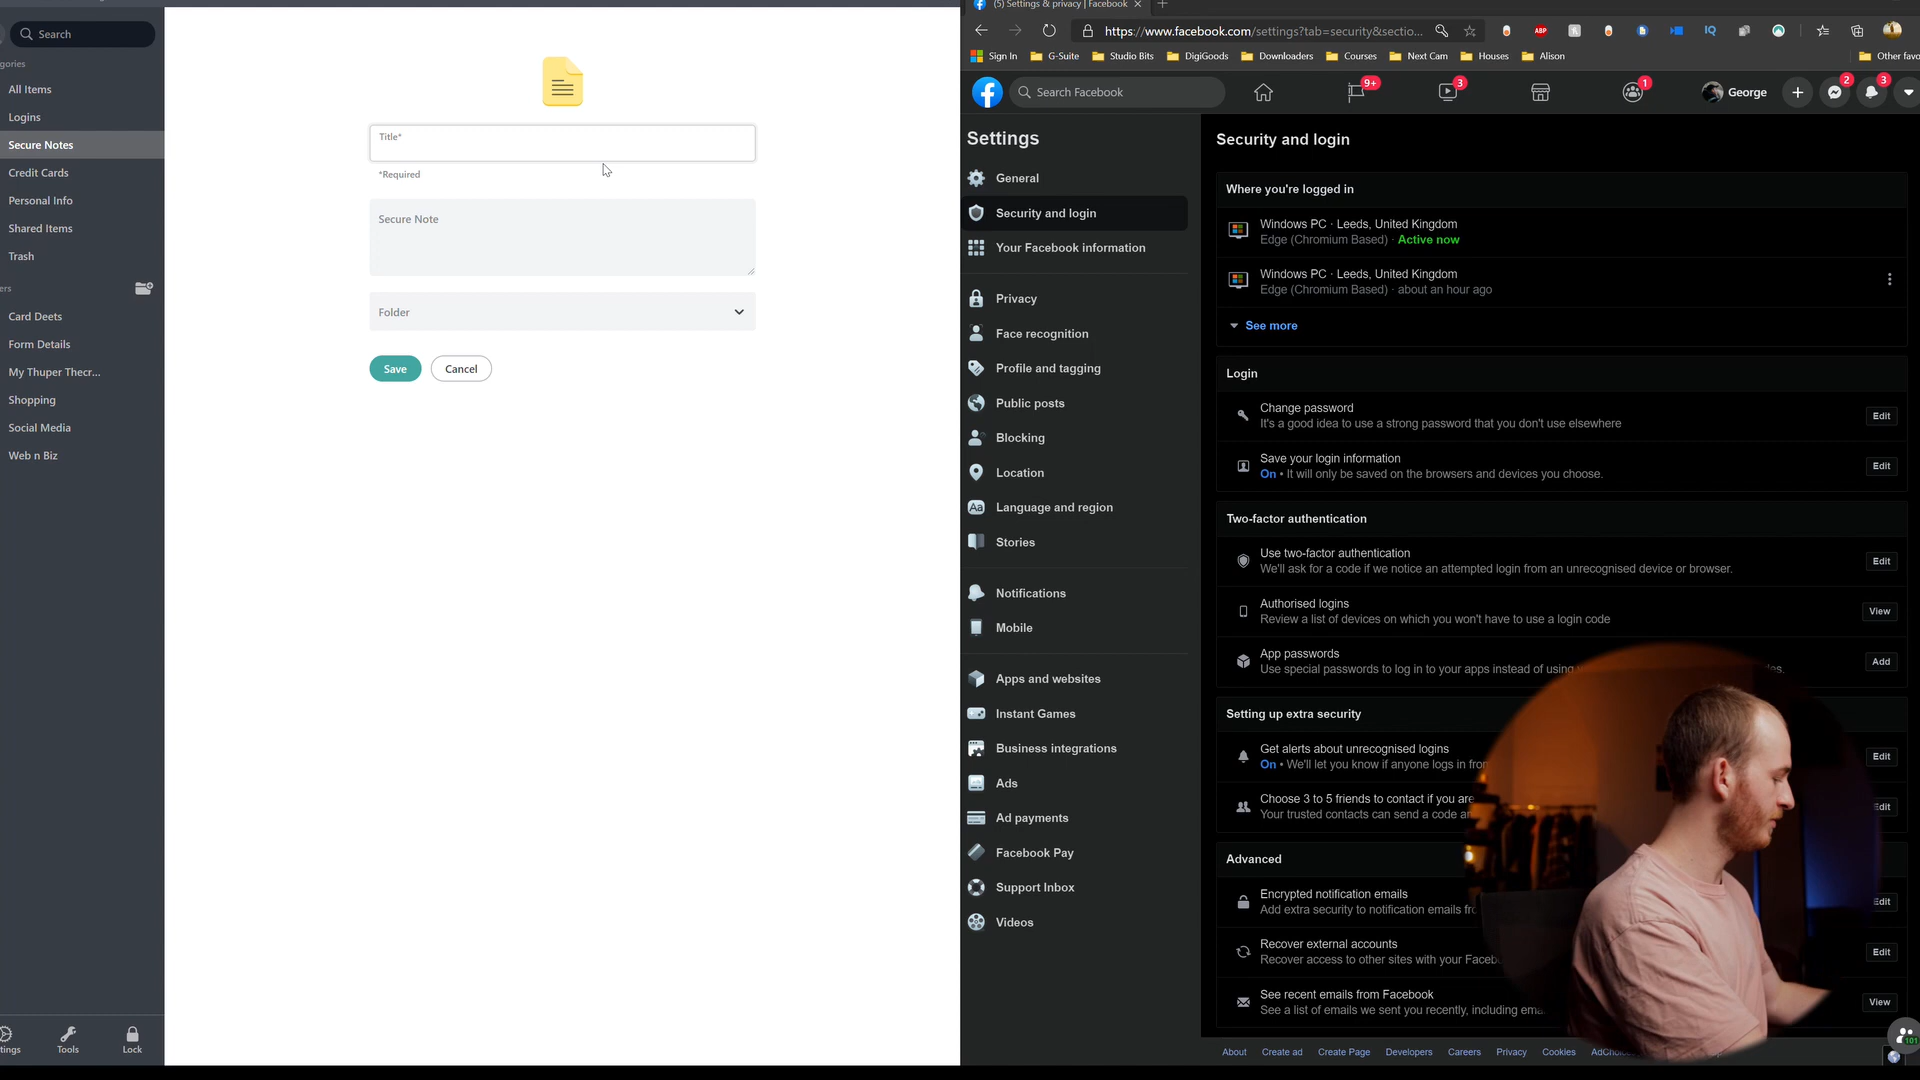 Search
gories
All Items
Logins
Secure Notes
Credit Cards
Personal Info
Shared Items
Trash
ers
Card Deets
Form Details
My Thuper Thecr...
Shopping
Social Media
Web n Biz
tings
Tools
Lock
Title*
*Required
Secure Note
Folder
Save
Cancel
(5) Settings & privacy | Facebook
https://www.facebook.com/settings?tab=security&sectio...
ABP
IQ
Sign In
G-Suite
Studio Bits
DigiGoods
Downloaders
Courses
Next Cam
Houses
Alison
Other favo
Search Facebook
9+
3
1
George
2
3
Settings
General
Security and login
Your Facebook information
Privacy
Face recognition
Profile and tagging
Public posts
Blocking
Location
Aa
Language and region
Stories
Notifications
Mobile
Apps and websites
Instant Games
Business integrations
Ads
Ad payments
Facebook Pay
Support Inbox
Videos
Security and login
Where you're logged in
Windows PC · Leeds, United Kingdom
Edge (Chromium Based) · Active now
Windows PC · Leeds, United Kingdom
Edge (Chromium Based) · about an hour ago
See more
Login
Change password
It's a good idea to use a strong password that you don't use elsewhere
Edit
Save your login information
On • It will only be saved on the browsers and devices you choose.
Edit
Two-factor authentication
Use two-factor authentication
We'll ask for a code if we notice an attempted login from an unrecognised device or browser.
Edit
Authorised logins
Review a list of devices on which you won't have to use a login code
View
App passwords
Use special passwords to log in to your apps instead of using
Add
Setting up extra security
Get alerts about unrecognised logins
On • We'll let you know if anyone logs in from
Edit
Choose 3 to 5 friends to contact if you are
Your trusted contacts can send a code
Edit
Advanced
Encrypted notification emails
Add extra security to notification emails
Edit
Recover external accounts
Recover access to other sites with your Faceb
Edit
See recent emails from Facebook
See a list of emails we sent you recently, including ema
View
101
About
Create ad
Create Page
Developers
Careers
Privacy
Cookies
AdChoic